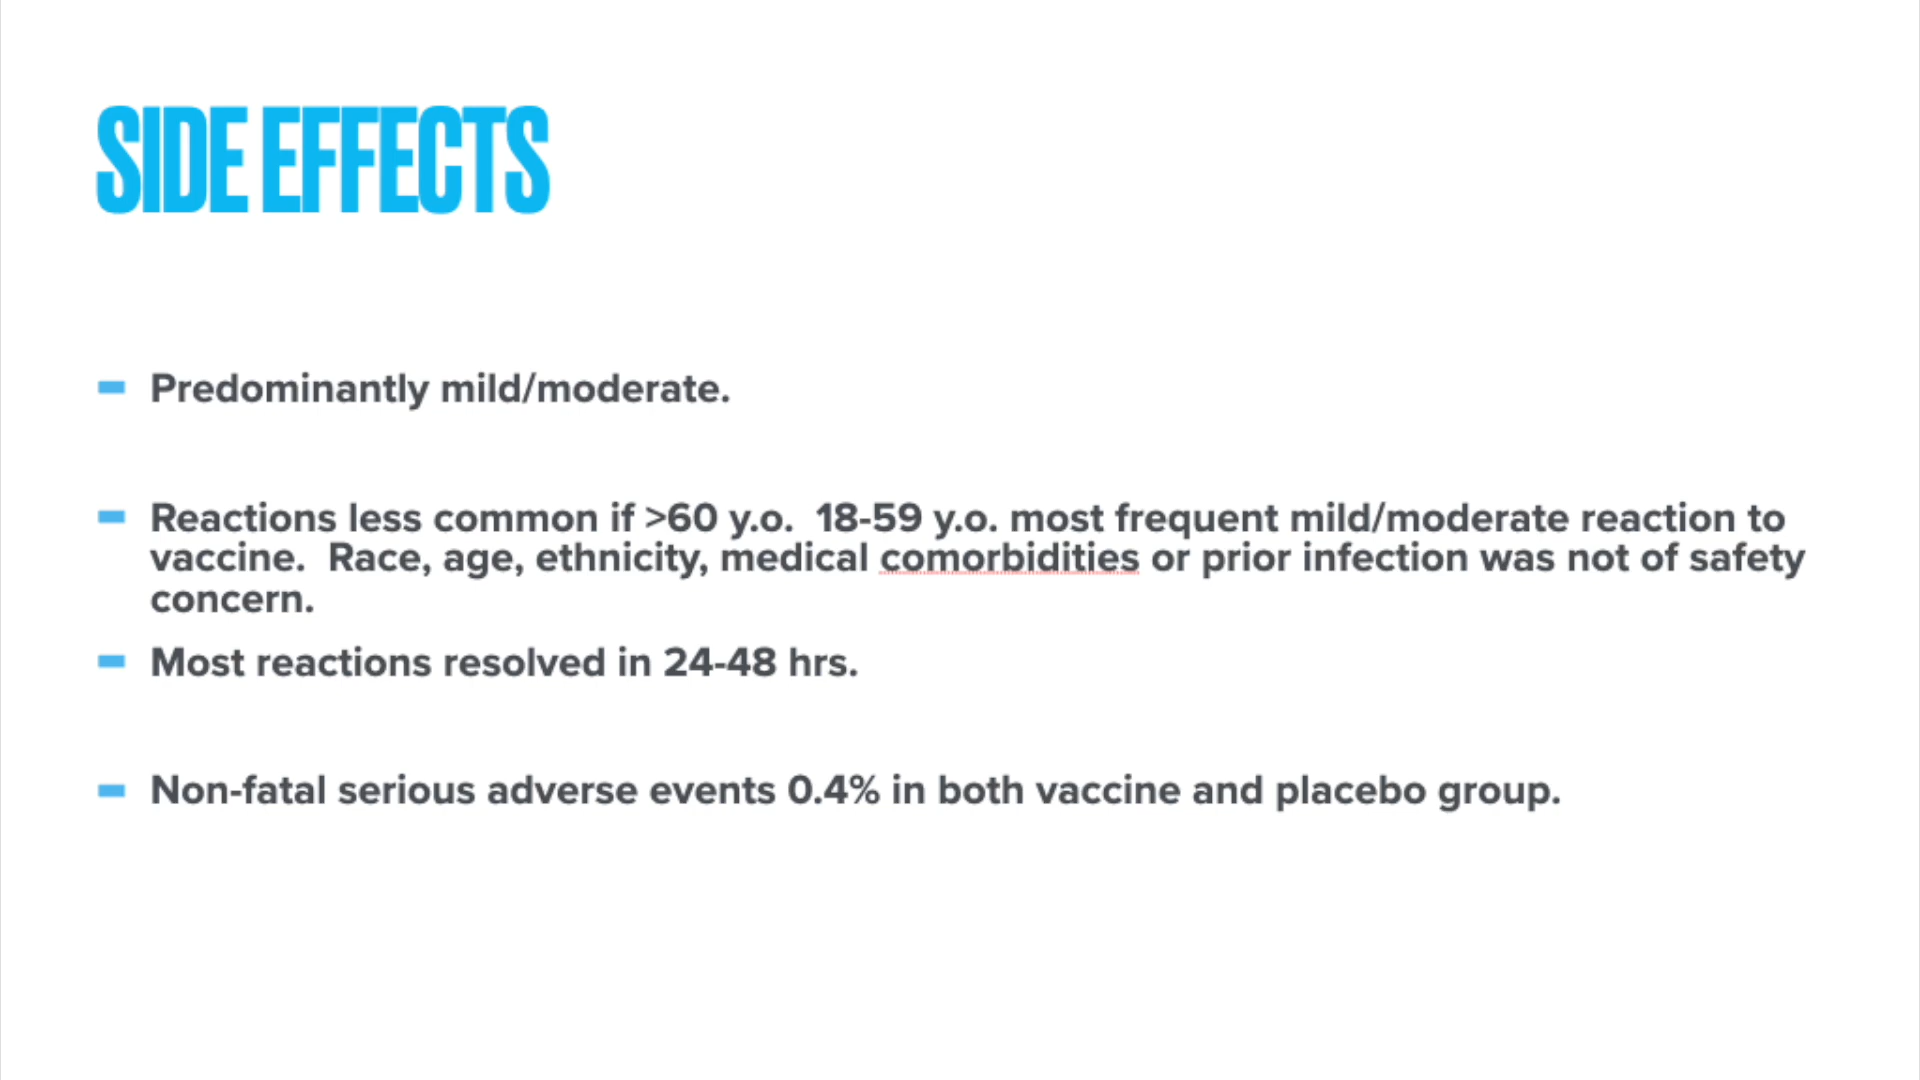 SIDE EFFECTS
Predominantly mild/moderate.
Reactions less common if >60 y.o.  18-59 y.o. most frequent mild/moderate reaction to
vaccine.  Race, age, ethnicity, medical comorbidities or prior infection was not of safety
concern.
Most reactions resolved in 24-48 hrs.
Non-fatal serious adverse events 0.4% in both vaccine and placebo group.